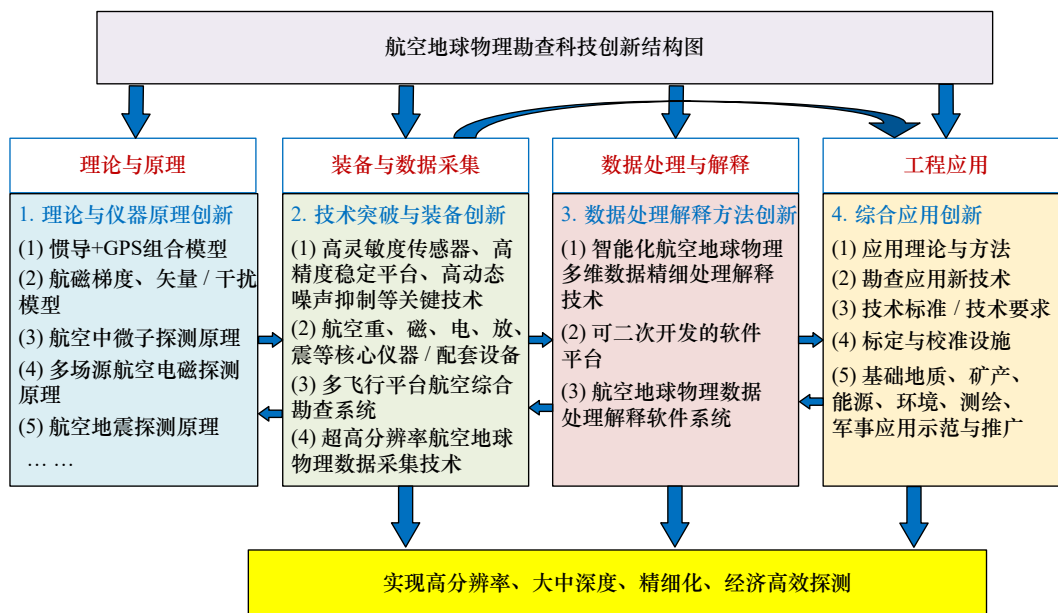 航空地球物理勘查科技创新结构图
理论与原理
1. 理论与仪器原理创新
(1) 惯导+GPS组合模型
(2) 航磁梯度、矢量 / 干扰
模型
(3) 航空中微子探测原理
(4) 多场源航空电磁探测
原理
(5) 航空地震探测原理
… …
装备与数据采集
2. 技术突破与装备创新
(1) 高灵敏度传感器、高
精度稳定平台、高动态
噪声抑制等关键技术
(2) 航空重、磁、电、放、
震等核心仪器 / 配套设备
(3) 多飞行平台航空综合
勘查系统
(4) 超高分辨率航空地球
物理数据采集技术
数据处理与解释
3. 数据处理解释方法创新
(1) 智能化航空地球物理
多维数据精细处理解释
技术
(2) 可二次开发的软件
平台
(3) 航空地球物理数据
处理解释软件系统
工程应用
4. 综合应用创新
(1) 应用理论与方法
(2) 勘查应用新技术
(3) 技术标准 / 技术要求
(4) 标定与校准设施
(5) 基础地质、矿产、
能源、环境、测绘、
军事应用示范与推广
实现高分辨率、大中深度、精细化、经济高效探测